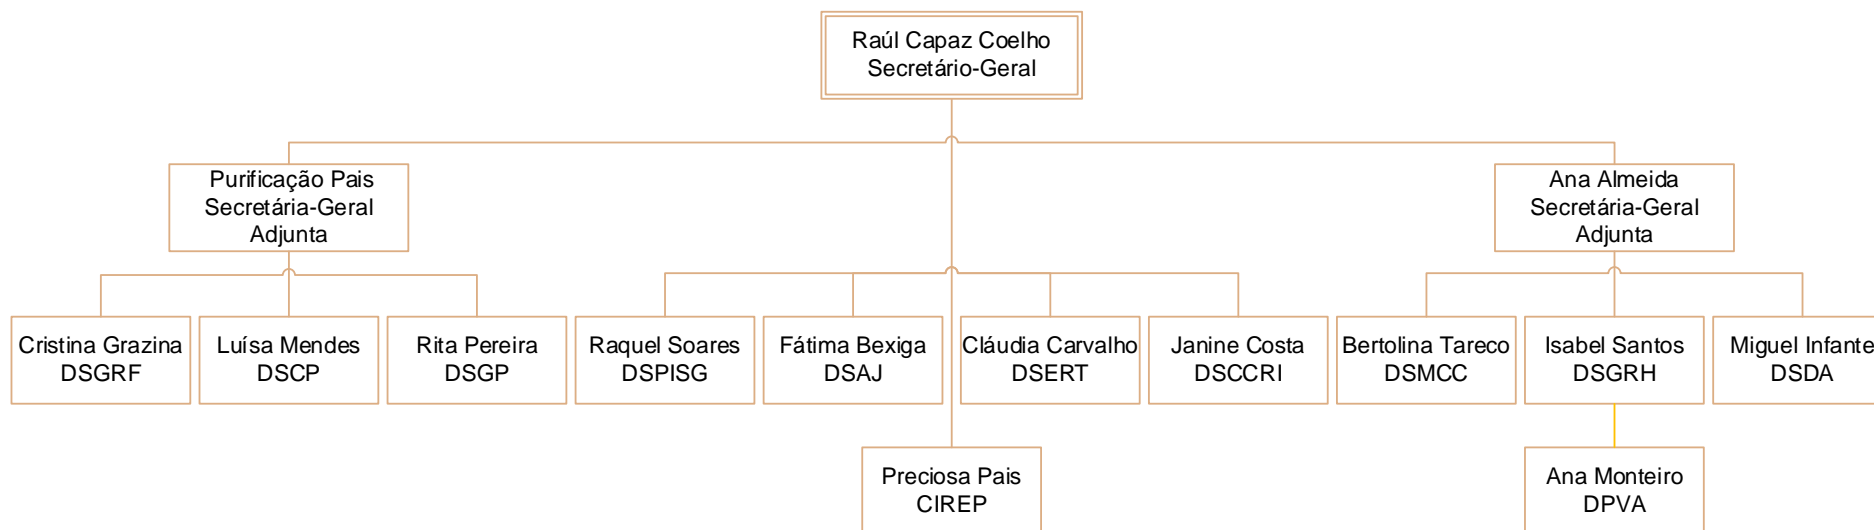 Raúl Capaz Coelho
Secretário-Geral
Purificação Pais
Secretária-Geral
Adjunta
Ana Almeida
Secretária-Geral
Adjunta
Cristina Grazina
DSGRF
Luísa Mendes
DSCP
Rita Pereira
DSGP
Raquel Soares
DSPISG
Fátima Bexiga
DSAJ
Cláudia Carvalho
DSERT
Janine Costa
DSCCRI
Bertolina Tareco
DSMCC
Isabel Santos
DSGRH
Miguel Infante
DSDA
Preciosa Pais
CIREP
Ana Monteiro
DPVA